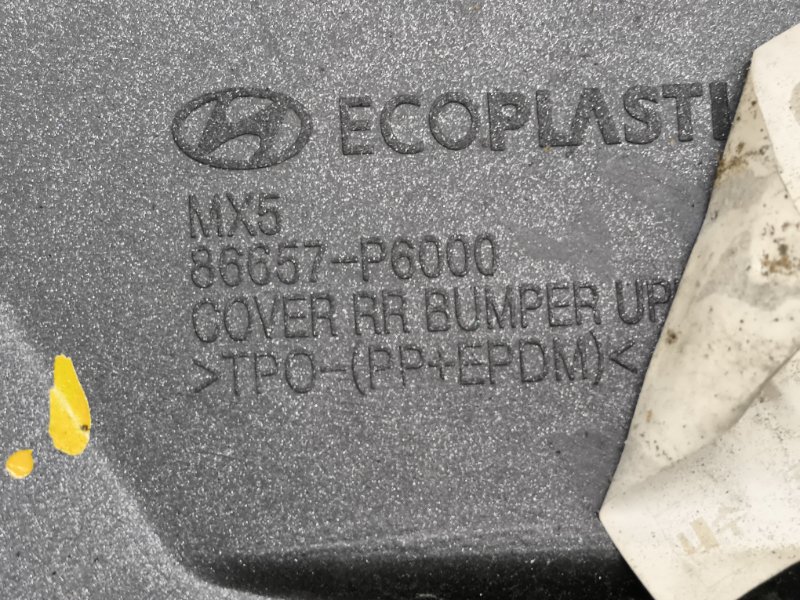 ECOPLASTI
MX5
86657-P6000
COVER RR BUMPER UP
>TPO-(PP+EPDM)<